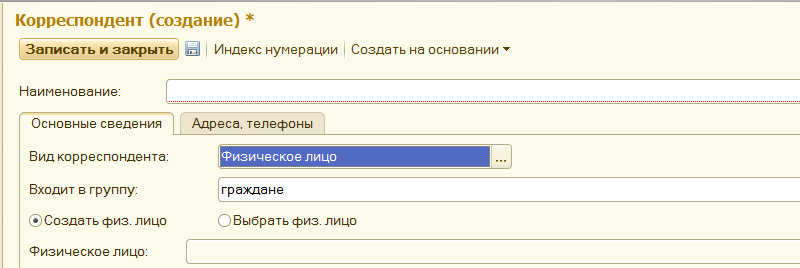 Корреспондент (создание) *
Записать и закрыть Индекс нумерации Создать на основании
Наименование:
Основные сведения Адреса, телефоны
Вид корреспондента: Физическое лицо ...
Входит в группу: граждане
Создать физ. лицо Выбрать физ. лицо
Физическое лицо: